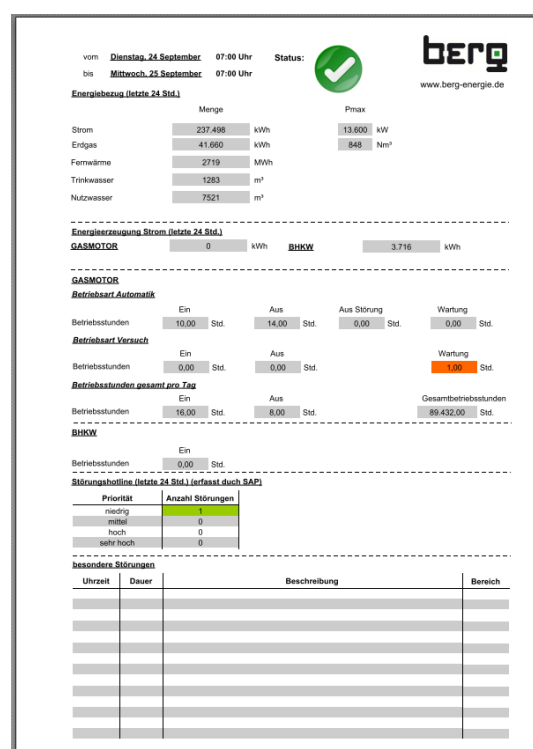 berg
vom Dienstag, 24 September 07:00 Uhr Status:
bis Mittwoch, 25 September 07:00 Uhr
www.berg-energie.de
Energiebezug (letzte 24 Std.)
Menge Pmax
Strom 237.498 kWh 13.600 kW
Erdgas 41.660 kWh 848 Nm³
Fernwärme 2719 MWh
Trinkwasser 1283 m³
Nutzwasser 7521 m³
Energieerzeugung Strom (letzte 24 Std.)
GASMOTOR 0 kWh BHKW 3.716 kWh
GASMOTOR
Betriebsart Automatik
Ein Aus Aus Störung Wartung
Betriebsstunden 10,00 Std. 14,00 Std. 0,00 Std. 0,00 Std.
Betriebsart Versuch
Ein Aus Wartung
Betriebsstunden 0,00 Std. 0,00 Std. 1,00 Std.
Betriebsstunden gesamt pro Tag
Ein Aus Gesamtbetriebsstunden
Betriebsstunden 16,00 Std. 8,00 Std. 89.432,00 Std.
BHKW
Ein
Betriebsstunden 0,00 Std.
Störungshotline (letzte 24 Std.) (erfasst duch SAP)
Priorität Anzahl Störungen
niedrig 1
mittel 0
hoch 0
sehr hoch 0
besondere Störungen
Uhrzeit Dauer Beschreibung Bereich